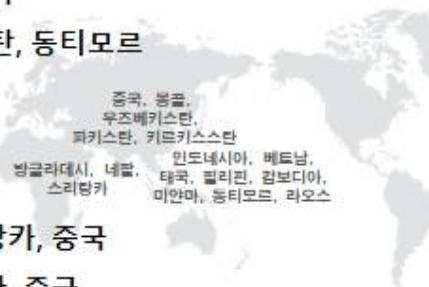 탄, 동티모르
중국, 몽골,
우즈베키스탄,
파키스탄, 키르키스스탄
방글라데시, 네팔,
스리랑카
인도네시아, 베트남,
태국, 필리핀, 캄보디아,
미얀마, 동티모르, 라오스
카, 중국